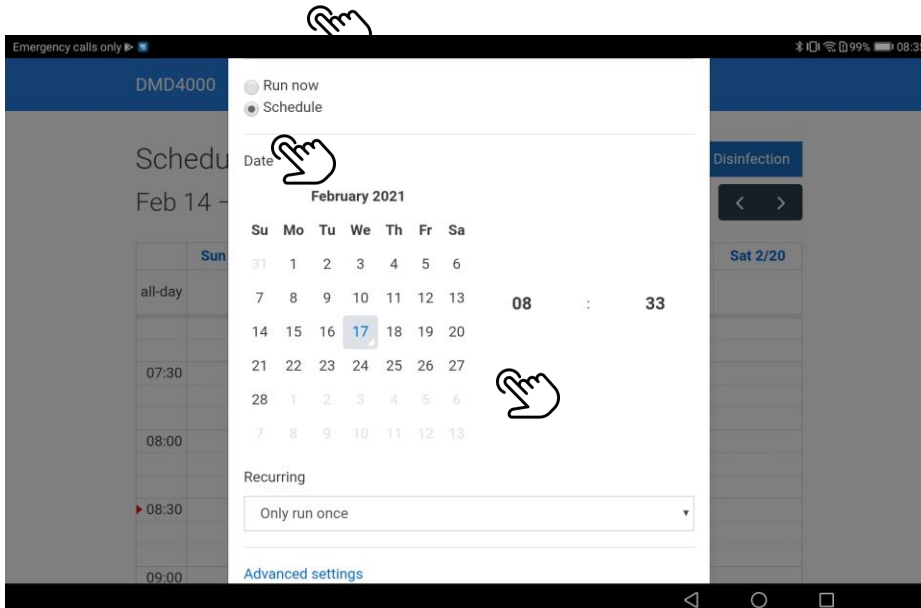 Emergency calls only 99% 08:35
DMD4000
Run now
Schedule
Schedu
Date
Disinfection
Feb 14 –
February 2021
< >
Su Mo Tu We Th Fr Sa
Sun
Sat 2/20
31 1 2 3 4 5 6
all-day
7 8 9 10 11 12 13
08 : 33
14 15 16 17 18 19 20
21 22 23 24 25 26 27
07:30
28 1 2 3 4 5 6
7 8 9 10 11 12 13
08:00
Recurring
Only run once
08:30
Advanced settings
09:00